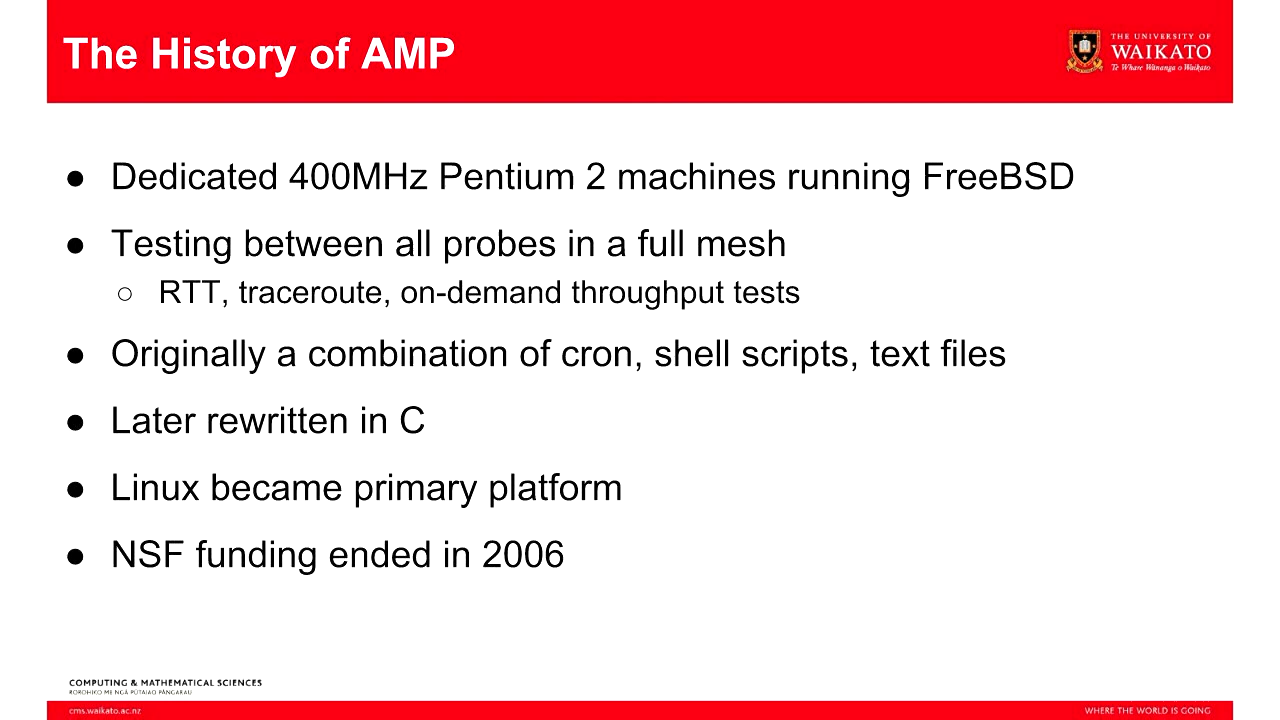 The History of AMP
THE UNIVERSITY OF
WAIKATO
Te Whare Wānanga o Waikato
● Dedicated 400MHz Pentium 2 machines running FreeBSD
● Testing between all probes in a full mesh
○ RTT, traceroute, on-demand throughput tests
● Originally a combination of cron, shell scripts, text files
● Later rewritten in C
● Linux became primary platform
● NSF funding ended in 2006
COMPUTING & MATHEMATICAL SCIENCES
ROROHIKO ME NGĀ PŪTAIAO PĀNGARAU
cms.waikato.ac.nz
WHERE THE WORLD IS GOING